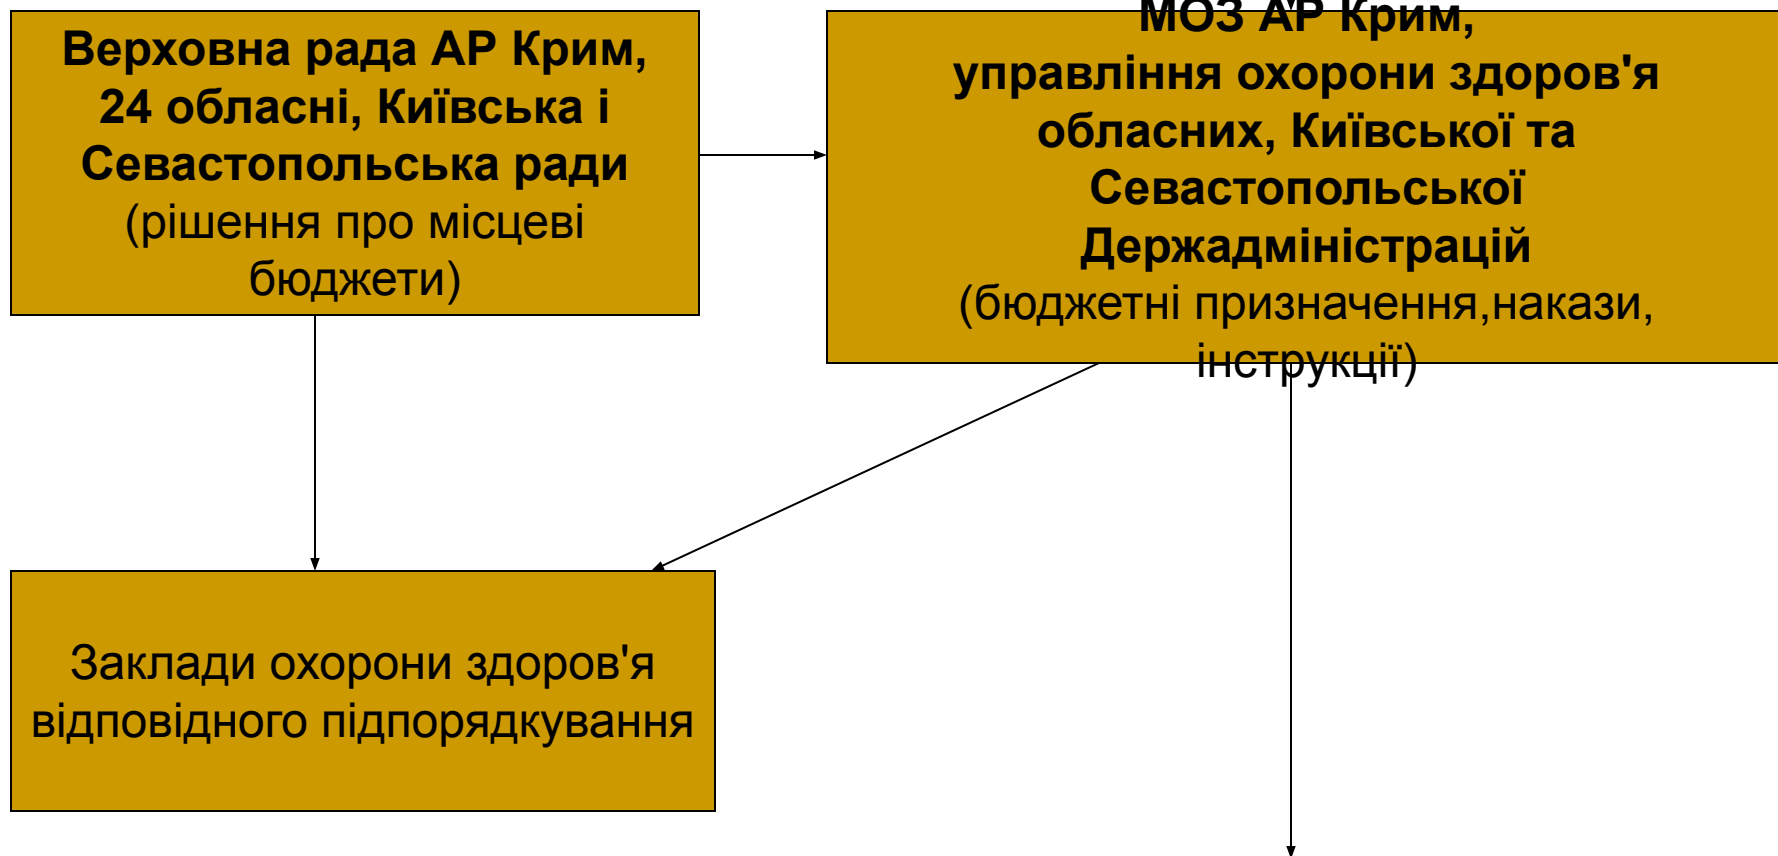 Верховна рада АР Крим,
24 обласні, Київська і
Севастопольська ради
(рішення про місцеві
бюджети)
МОЗ АР Крим,
управління охорони здоров'я
обласних, Київської та
Севастопольської
Держадміністрацій
(бюджетні призначення,накази,
інструкції)
Заклади охорони здоров'я
відповідного підпорядкування